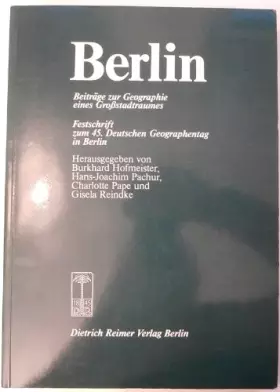 Berlin
Beiträge zur Geographie
eines Großstadtraumes
Festschrift
zum 45. Deutschen Geographentag
in Berlin
Herausgegeben von
Burkhard Hofmeister,
Hans-Joachim Pachur,
Charlotte Pape und
Gisela Reindke
Dietrich Reimer Verlag Berlin